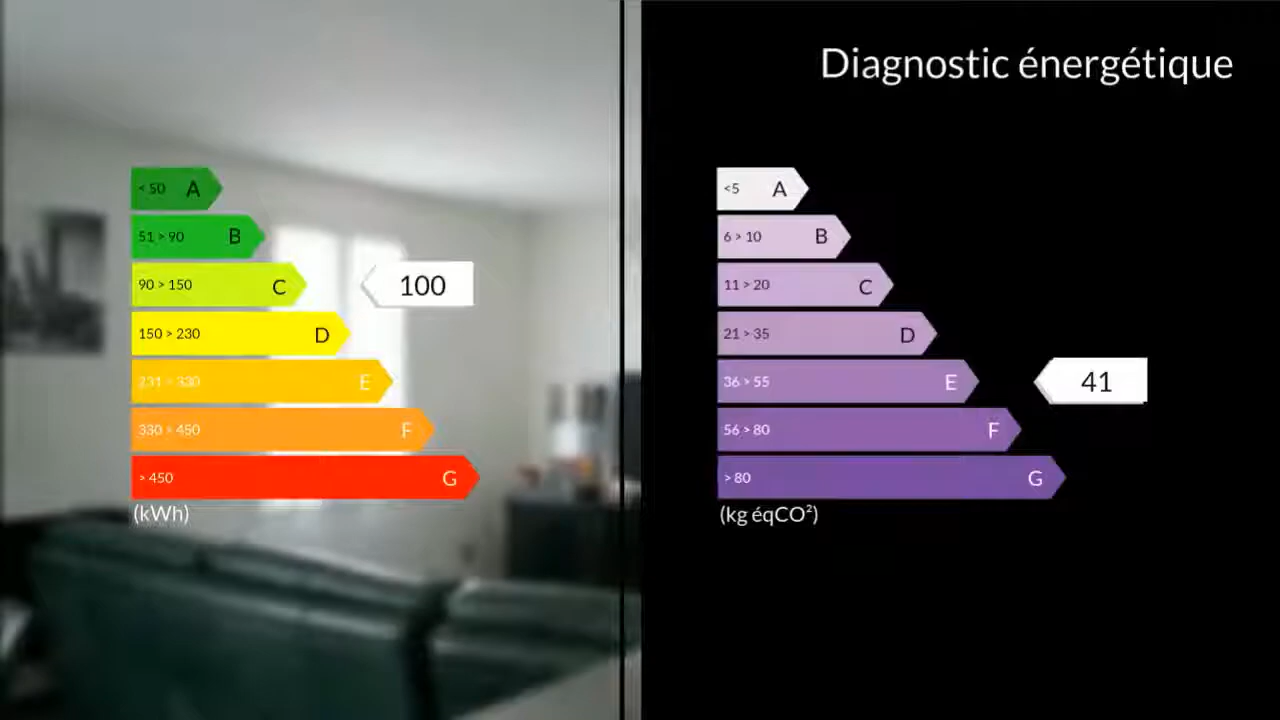 Diagnostic énergétique
< 50 A
51 > 90 B
90 > 150 C
100
150 > 230 D
231 > 330 E
330 > 450 F
> 450 G
(kWh)
<5 A
6 > 10 B
11 > 20 C
21 > 35 D
36 > 55 E
41
56 > 80 F
> 80 G
(kg éqCO²)